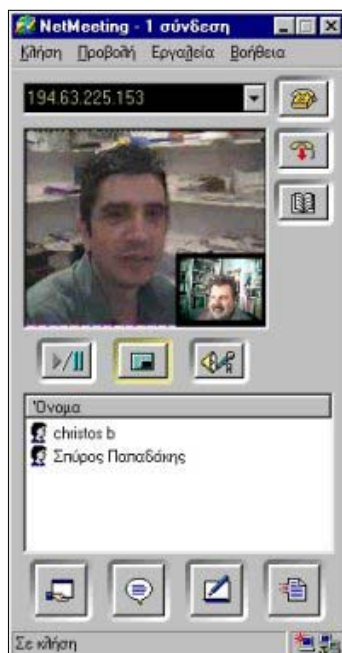 NetMeeting - 1 σύνδεση
Κλήση Προβολή Εργαλεία Βοήθεια
194.63.225.153
Όνομα
christos b
Σπύρος Παπαδάκης
Σε κλήση